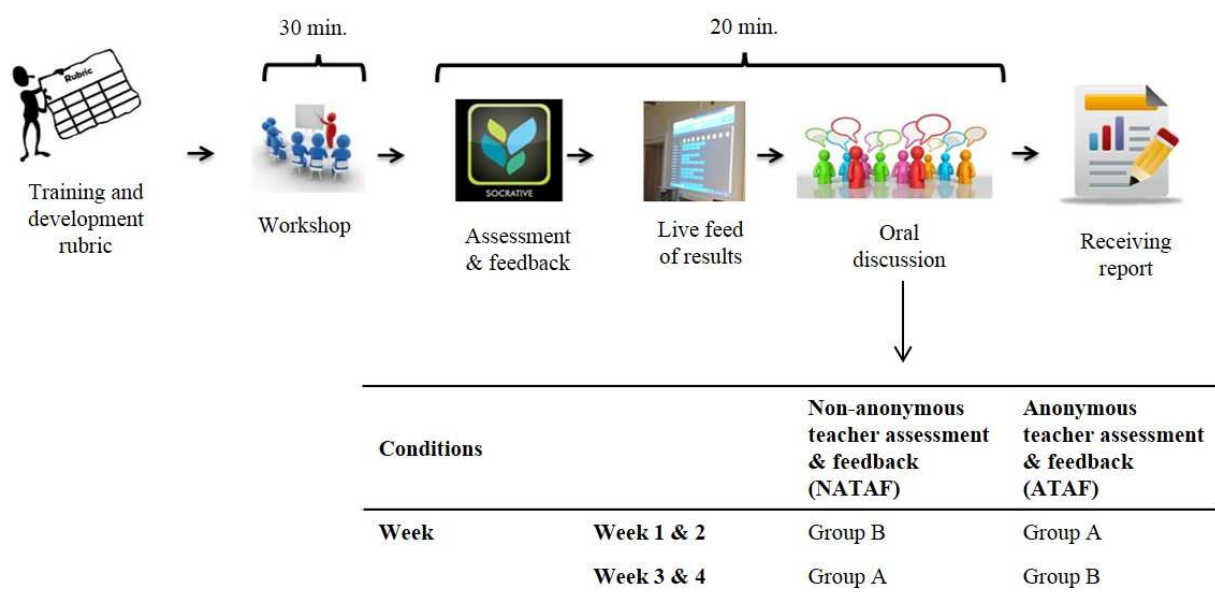 30 min.
20 min.
Rubric
SOCRATIVE
Training and
development
rubric
Workshop
Assessment
& feedback
Live feed
of results
Oral
discussion
Receiving
report
Conditions
Non-anonymous
teacher assessment
& feedback
(NATAF)
Anonymous
teacher assessment
& feedback
(ATAF)
Week
Week 1 & 2
Group B
Group A
Week 3 & 4
Group A
Group B